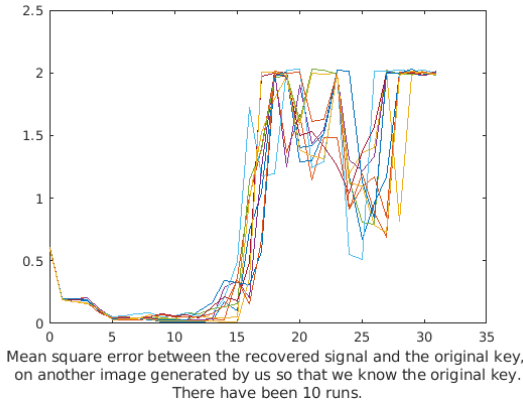 2.5
2
1.5
1
0.5
0
0 5 10 15 20 25 30 35
Mean square error between the recovered signal and the original key,
on another image generated by us so that we know the original key.
There have been 10 runs.